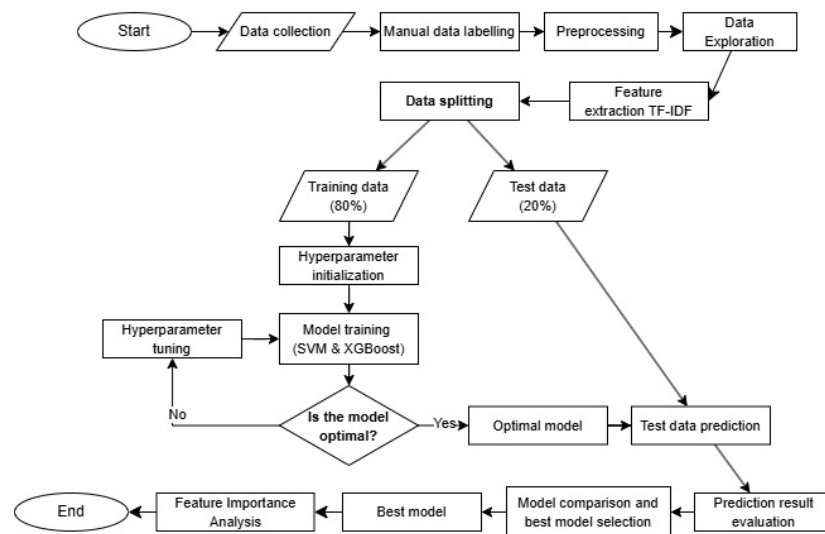 Start
Data collection
Manual data labelling
Preprocessing
Data
Exploration
Feature
extraction TF-IDF
Data splitting
Training data
(80%)
Test data
(20%)
Hyperparameter
initialization
Hyperparameter
tuning
Model training
(SVM & XGBoost)
No
Is the model
optimal?
Yes
Optimal model
Test data prediction
Prediction result
evaluation
Model comparison and
best model selection
Best model
Feature Importance
Analysis
End